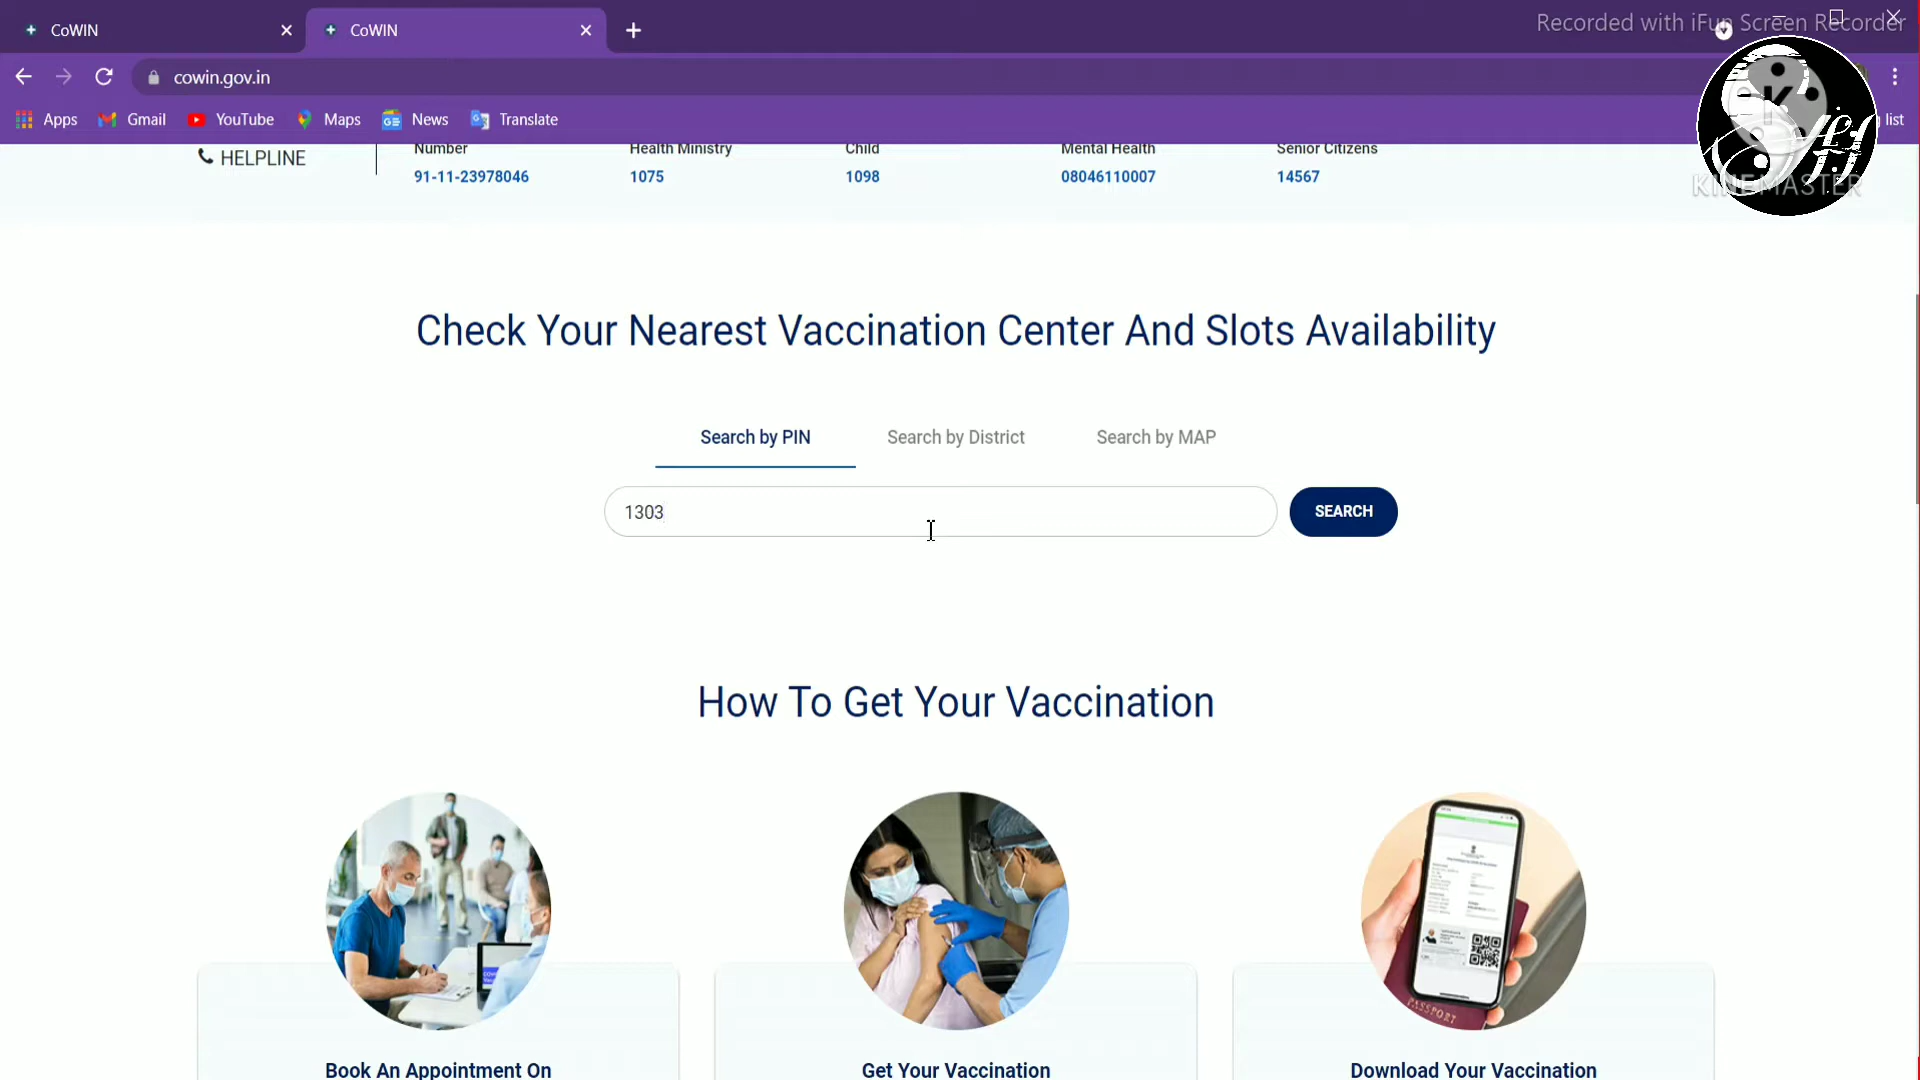 CoWIN
CoWIN
Recorded with iFun Screen Recorder
cowin.gov.in
Apps
Gmail
YouTube
Maps
News
Translate
list
KINEMASTER
HELPLINE
Number
Health Ministry
Child
Mental Health
Senior Citizens
91-11-23978046
1075
1098
08046110007
14567
Check Your Nearest Vaccination Center And Slots Availability
Search by PIN
Search by District
Search by MAP
1303
SEARCH
How To Get Your Vaccination
PASSPORT
Book An Appointment On
Get Your Vaccination
Download Your Vaccination